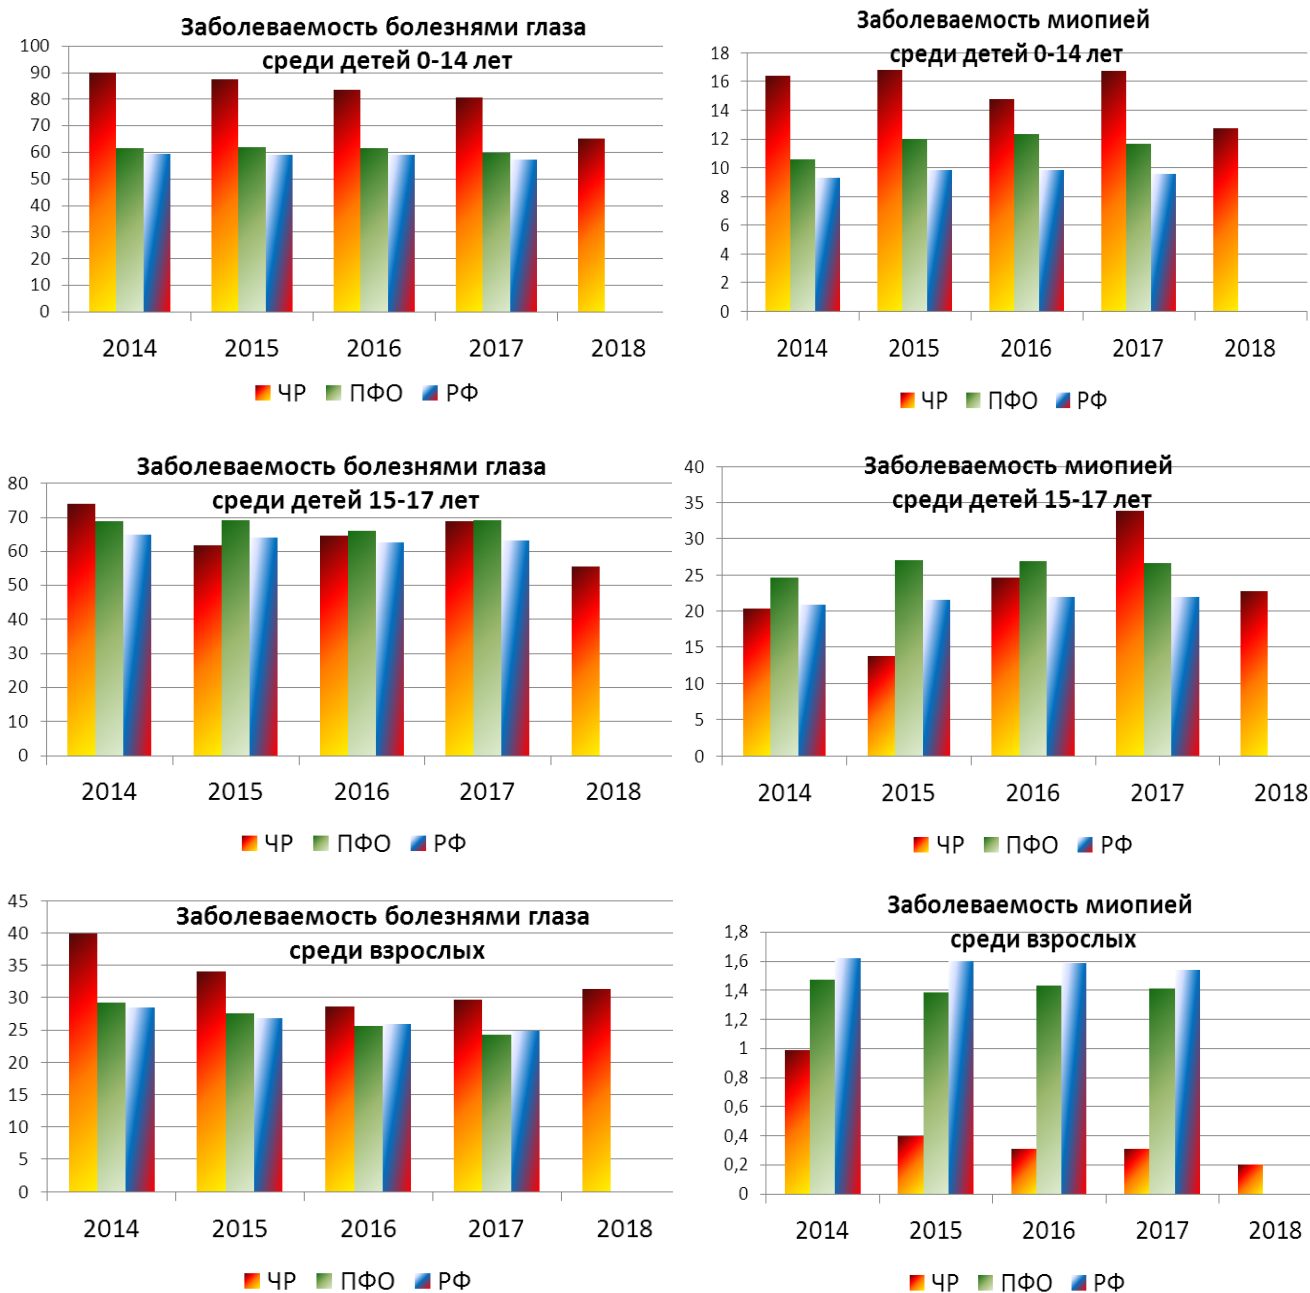 Заболеваемость болезнями глаза
среди детей 0-14 лет
100
90
80
70
60
50
40
30
20
10
0
2014 2015 2016 2017 2018
ЧР ПФО РФ
Заболеваемость миопией
среди детей 0-14 лет
18
16
14
12
10
8
6
4
2
0
2014 2015 2016 2017 2018
ЧР ПФО РФ
Заболеваемость болезнями глаза
среди детей 15-17 лет
80
70
60
50
40
30
20
10
0
2014 2015 2016 2017 2018
ЧР ПФО РФ
Заболеваемость миопией
среди детей 15-17 лет
40
35
30
25
20
15
10
5
0
2014 2015 2016 2017 2018
ЧР ПФО РФ
Заболеваемость болезнями глаза
среди взрослых
45
40
35
30
25
20
15
10
5
0
2014 2015 2016 2017 2018
ЧР ПФО РФ
Заболеваемость миопией
среди взрослых
1,8
1,6
1,4
1,2
1
0,8
0,6
0,4
0,2
0
2014 2015 2016 2017 2018
ЧР ПФО РФ